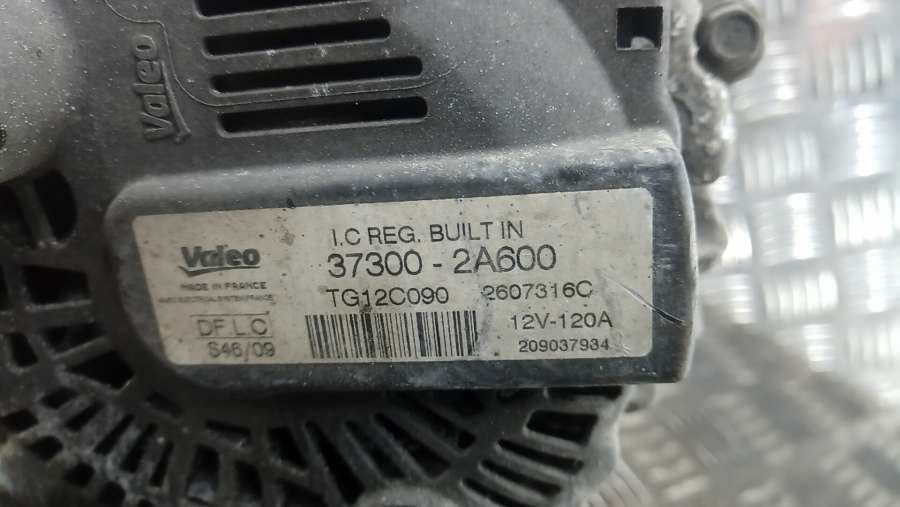 Valeo
I.C REG. BUILT IN
Valeo
37300 - 2A600
MADE IN FRANCE
TG12C090 2607316C
DF.L.C
12V-120A
S46/09
209037934